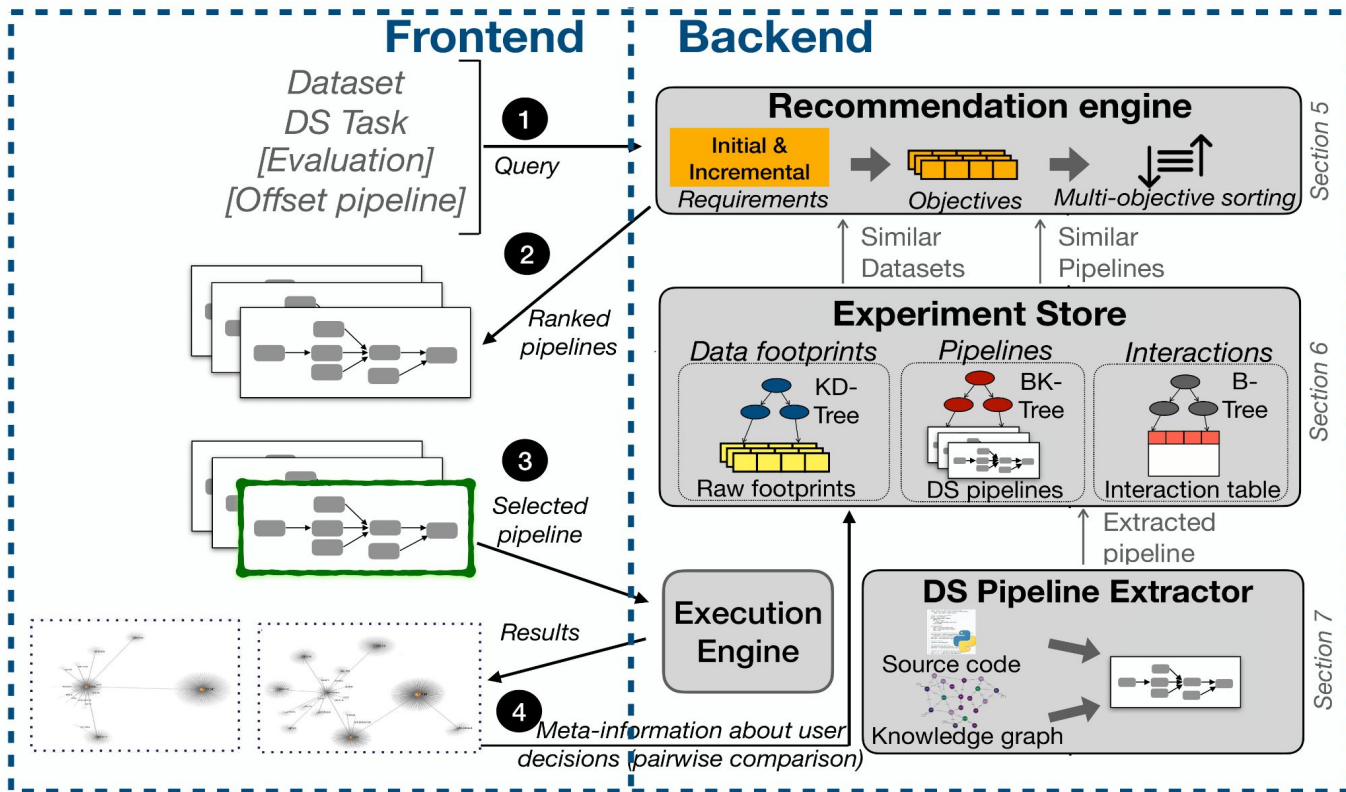 Frontend
Backend
Dataset
DS Task
[Evaluation]
[Offset pipeline]
1
Query
Recommendation engine
Initial &
Incremental
Requirements
Objectives
Multi-objective sorting
Section 5
2
Ranked
pipelines
Similar
Datasets
Similar
Pipelines
Experiment Store
Data footprints
Pipelines
Interactions
KD-
Tree
BK-
Tree
B-
Tree
Raw footprints
DS pipelines
Interaction table
Section 6
3
Selected
pipeline
Extracted
pipeline
Execution
Engine
Results
4
Meta-information about user
decisions (pairwise comparison)
DS Pipeline Extractor
Source code
Knowledge graph
Section 7